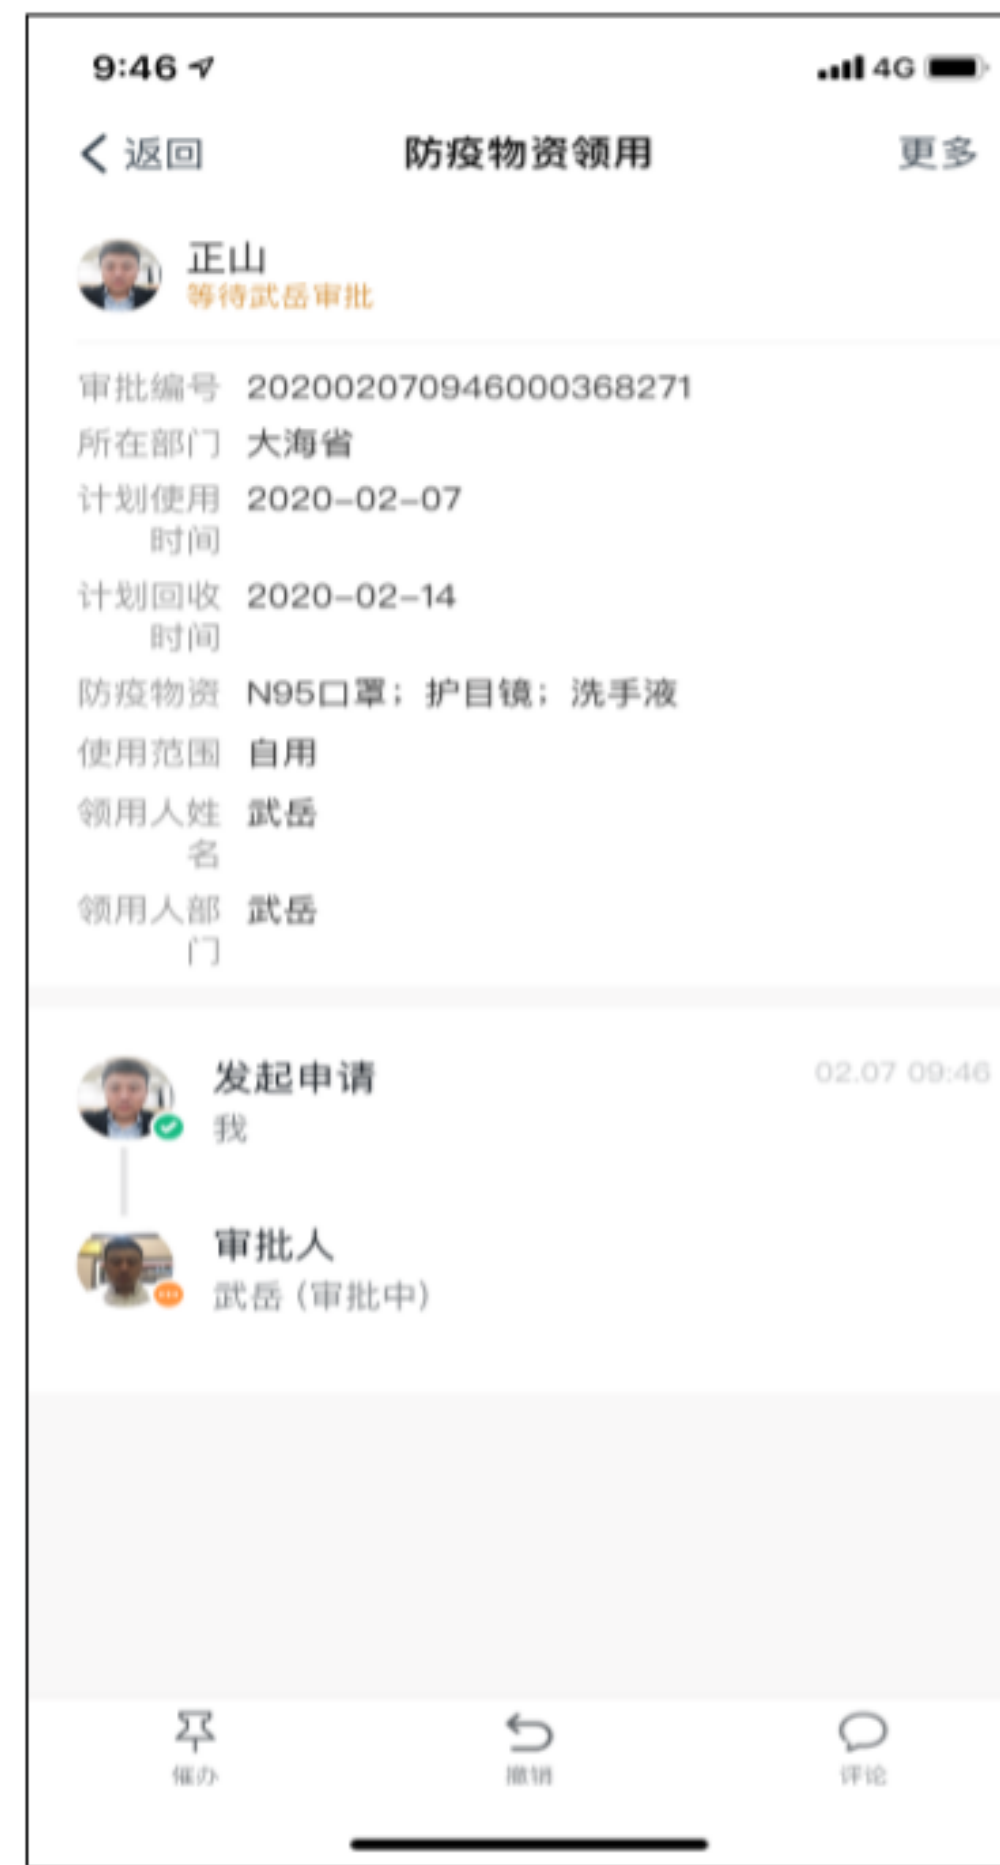 9:46
4G
返回
防疫物资领用
更多
正山
等待武岳审批
审批编号 202002070946000368271
所在部门 大海省
计划使用 2020-02-07
时间
计划回收 2020-02-14
时间
防疫物资 N95口罩；护目镜；洗手液
使用范围 自用
领用人姓 武岳
名
领用人部 武岳
门
发起申请 02.07 09:46
我
审批人
武岳（审批中）
催办
撤销
评论